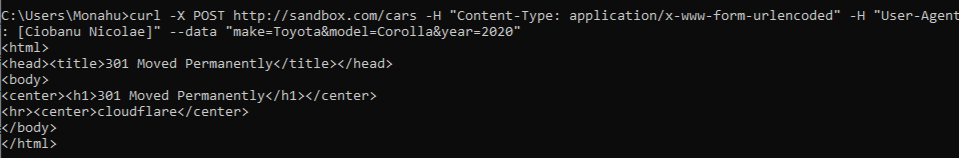 C:\Users\Monahu>curl -X POST http://sandbox.com/cars -H "Content-Type: application/x-www-form-urlencoded" -H "User-Agent
: [Ciobanu Nicolae]" --data "make=Toyota&model=Corolla&year=2020"
<html>
<head><title>301 Moved Permanently</title></head>
<body>
<center><h1>301 Moved Permanently</h1></center>
<hr><center>cloudflare</center>
</body>
</html>